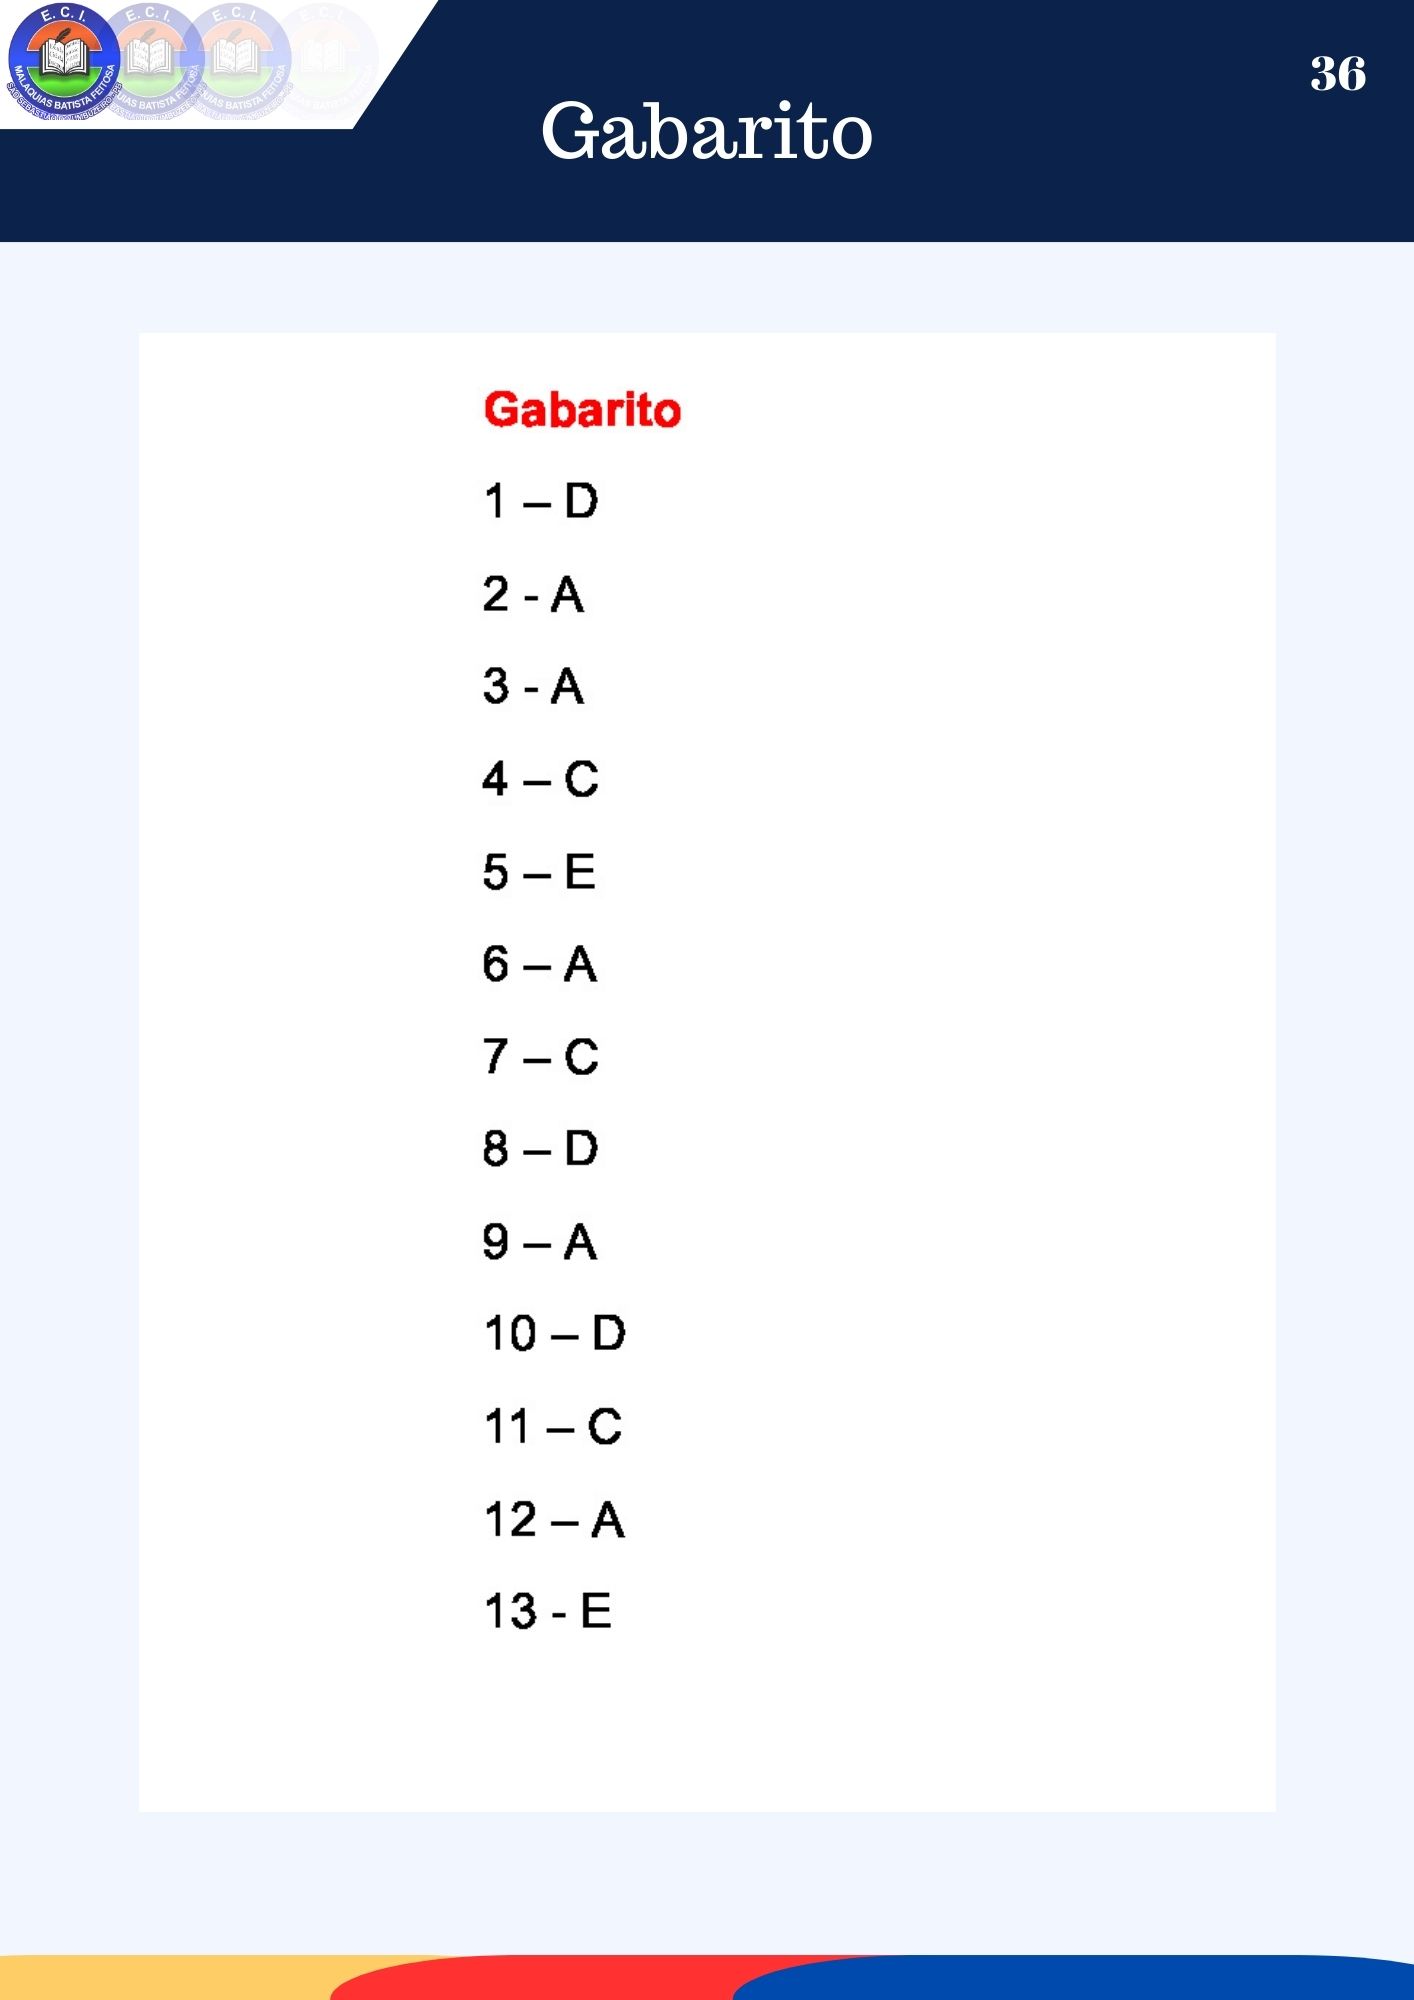 E. C. I.
MALAQUIAS BATISTA FEITOSA
36
Gabarito
Gabarito
1 – D
2 - A
3 - A
4 – C
5 – E
6 – A
7 – C
8 – D
9 – A
10 – D
11 – C
12 – A
13 - E